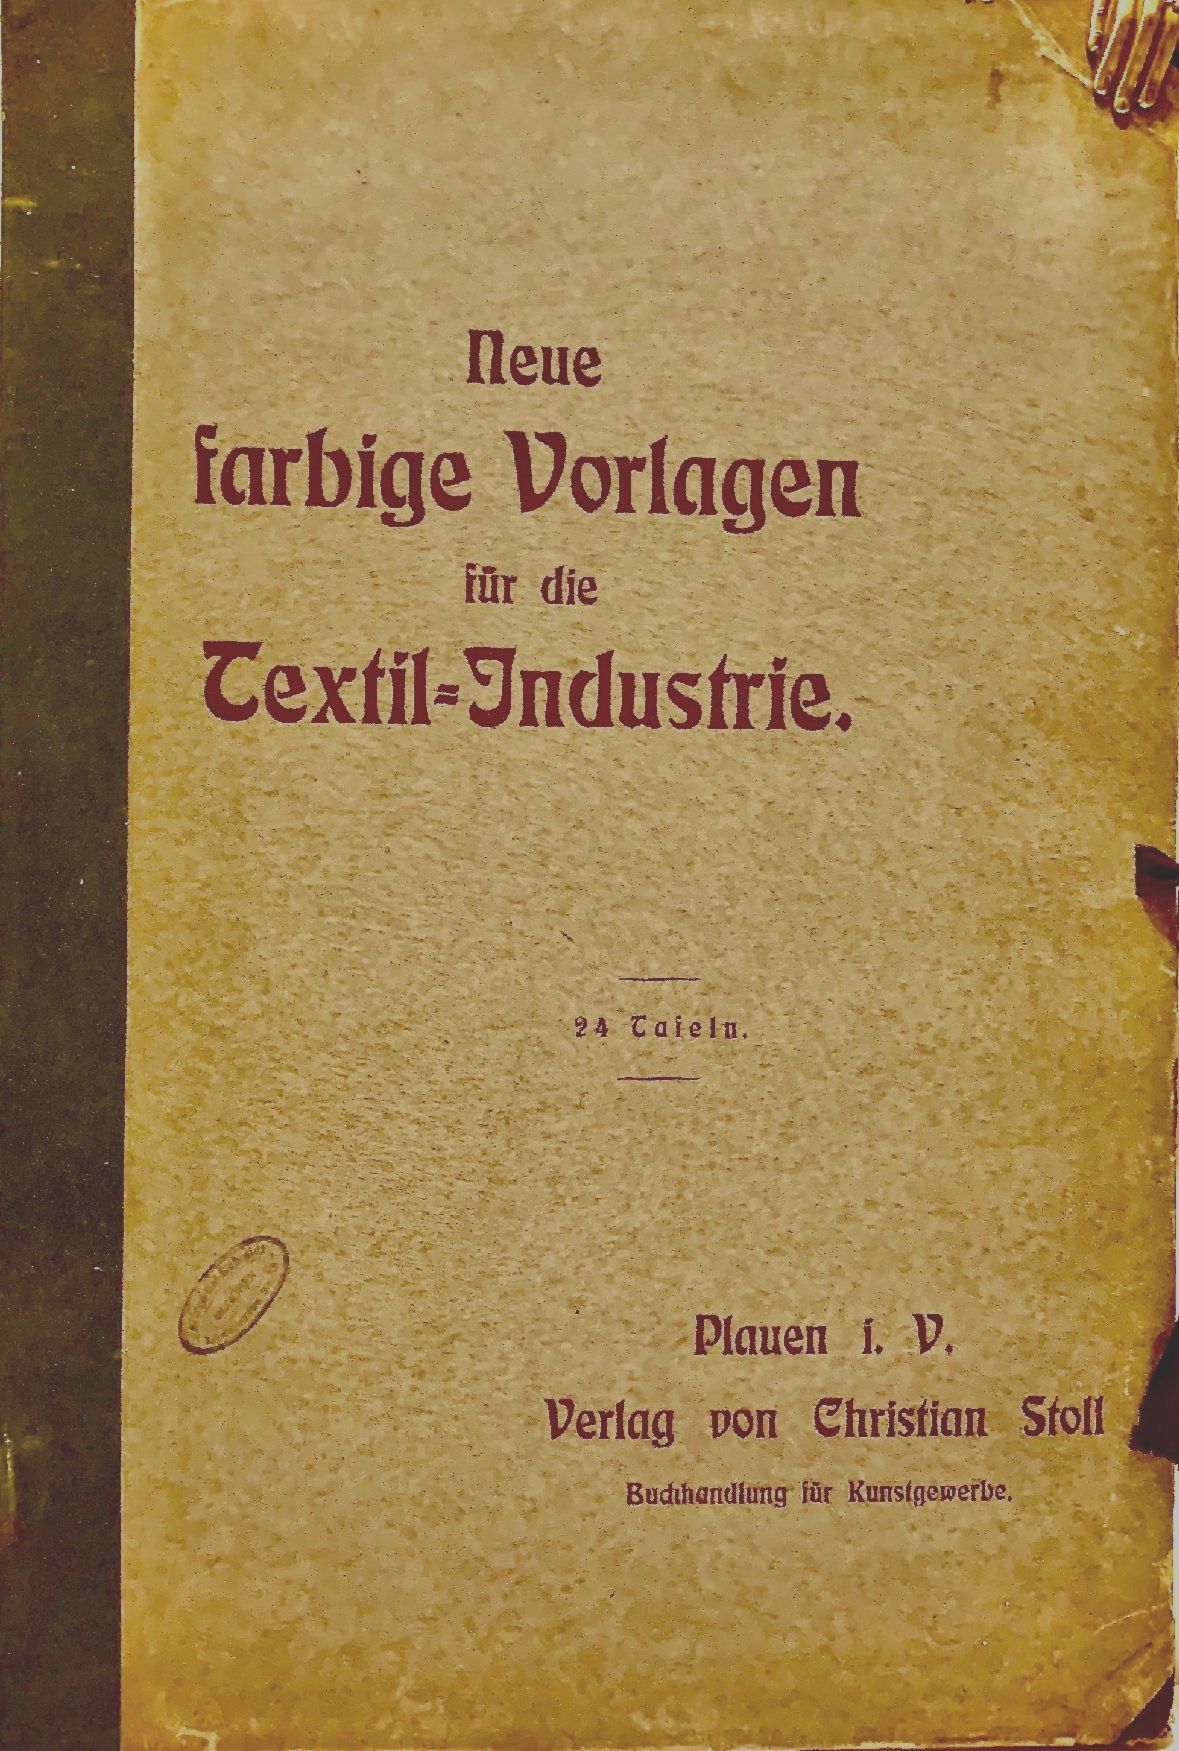 Neue
farbige Vorlagen
für die
Textil-Industrie.
24 Tafeln.
Plauen i. V.
Verlag von Christian Stoll
Buchhandlung für Kunstgewerbe.